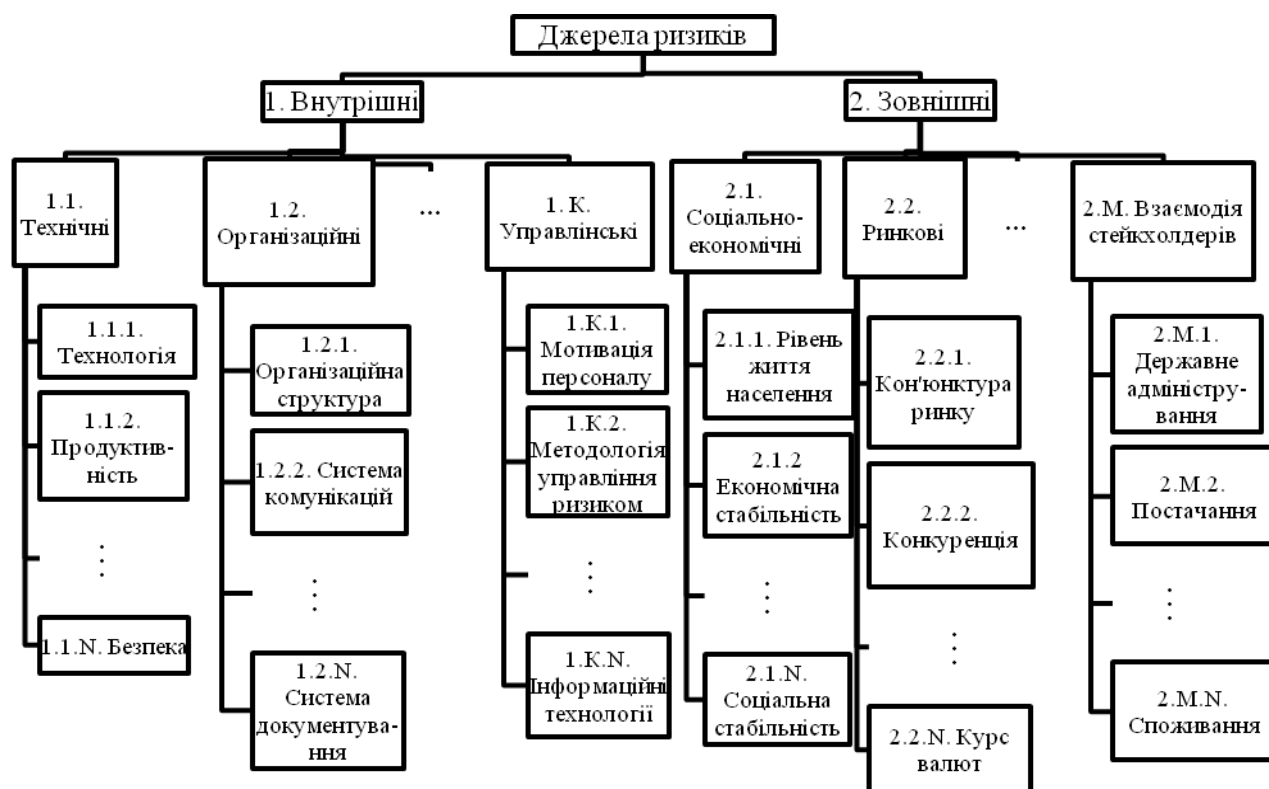 Джерела ризиків
1. Внутрішні
2. Зовнішні
1.1.
Технічні
1.2.
Організаційні
...
1. К.
Управлінські
2.1.
Соціально-
економічні
2.2.
Ринкові
...
2.М. Взаємодія
стейкхолдерів
1.1.1.
Технологія
1.1.2
Продуктив-
ність
⋮
1.1.N. Безпека
1.2.1.
Організаційна
структура
1.2.2. Система
комунікацій
⋮
1.2.N.
Система
документува-
ння
1.К.1.
Мотивація
персоналу
1.К.2.
Методологія
управління
ризиком
⋮
1.К.N.
Інформаційні
технології
2.1.1. Рівень
життя
населення
2.1.2
Економічна
стабільність
⋮
2.1.N.
Соціальна
стабільність
2.2.1.
Кон'юнктура
ринку
2.2.2.
Конкуренція
⋮
2.2.N. Курс
валют
2.М.1.
Державне
адміністру-
вання
2.М.2.
Постачання
⋮
2.М.N.
Споживання